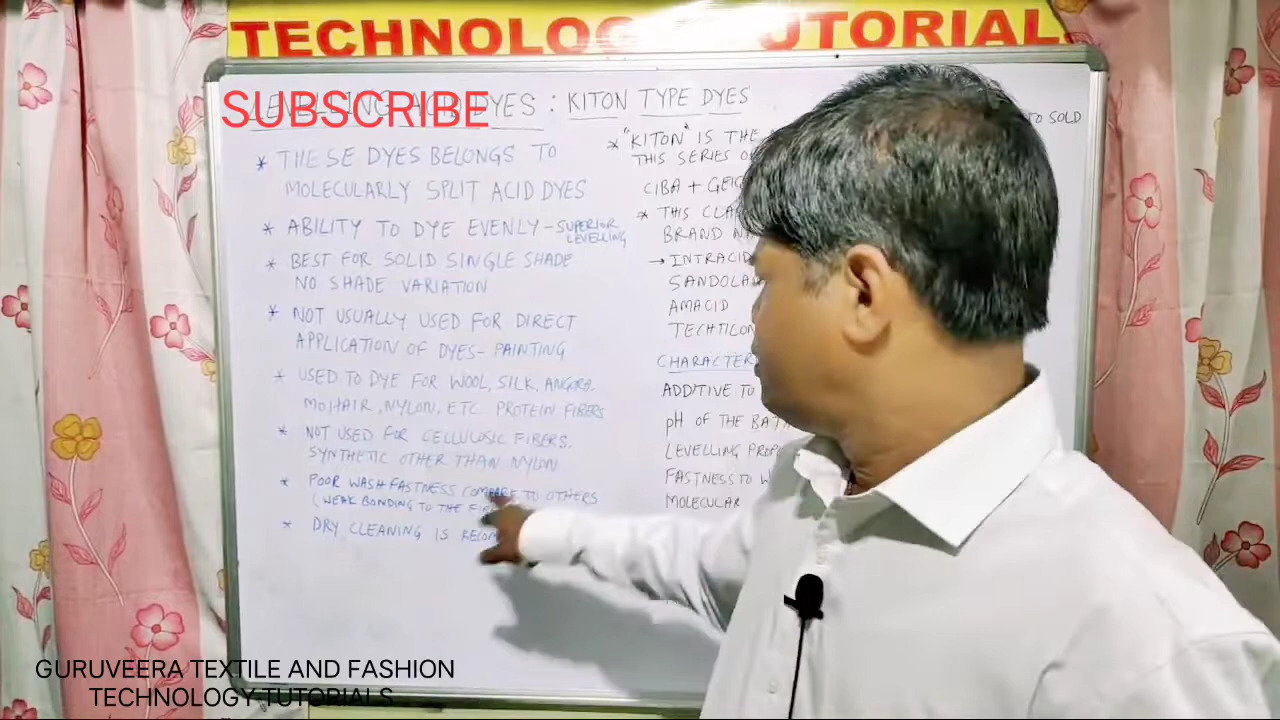 TECHNOLOGY TUTORIALS
SUBSCRIBE
ACID DYES : KITON TYPE DYES
* THESE DYES BELONGS TO
MOLECULARLY SPLIT ACID DYES
* ABILITY TO DYE EVENLY - SUPERIOR
LEVELLING
* BEST FOR SOLID SINGLE SHADE
NO SHADE VARIATION
* NOT USUALLY USED FOR DIRECT
APPLICATION OF DYES - PAINTING
* USED TO DYE FOR WOOL, SILK, ANGORA
MOHAIR, NYLON, ETC PROTEIN FIBERS
* NOT USED FOR CELLULOSIC FIBERS.
SYNTHETIC OTHER THAN NYLON
* POOR WASH FASTNESS COMPARE TO OTHERS
(WEAK BONDING TO THE
* DRY CLEANING IS
* "KITON" IS THE
TO SOLD
THIS SERIES
CIBA + GEIG
* THIS
BRAND
→ INTRACID
SANDOLA
AMACID
TECHTILON
CHARACTER
ADDITIVE TO
pH OF THE BATH
LEVELLING PROP
FASTNESS TO W
MOLECULAR
GURUVEERA TEXTILE AND FASHION
TECHNOLOGY TUTORIALS